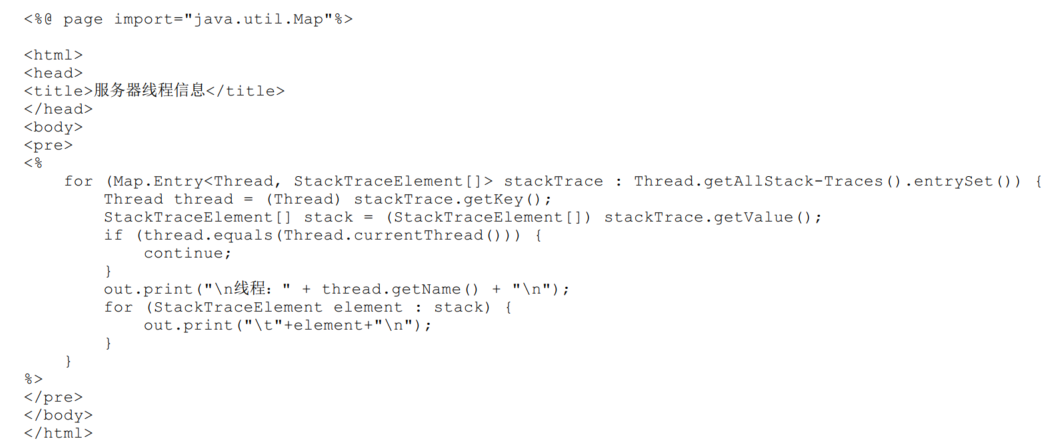 <%@ page import="java.util.Map"%>
<html>
<head>
<title>服务器线程信息</title>
</head>
<body>
<pre>
<%
    for (Map.Entry<Thread, StackTraceElement[]> stackTrace : Thread.getAllStack-Traces().entrySet()) {
        Thread thread = (Thread) stackTrace.getKey();
        StackTraceElement[] stack = (StackTraceElement[]) stackTrace.getValue();
        if (thread.equals(Thread.currentThread())) {
            continue;
        }
        out.print("\n线程：" + thread.getName() + "\n");
        for (StackTraceElement element : stack) {
            out.print("\t"+element+"\n");
        }
    }
%>
</pre>
</body>
</html>